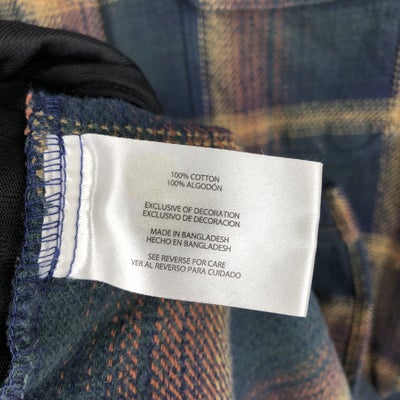 100% COTTON
100% ALGODÓN
EXCLUSIVE OF DECORATION
EXCLUSIVO DE DECORACION
MADE IN BANGLADESH
HECHO EN BANGLADESH
SEE REVERSE FOR CARE
VER AL REVERSO PARA CUIDADO